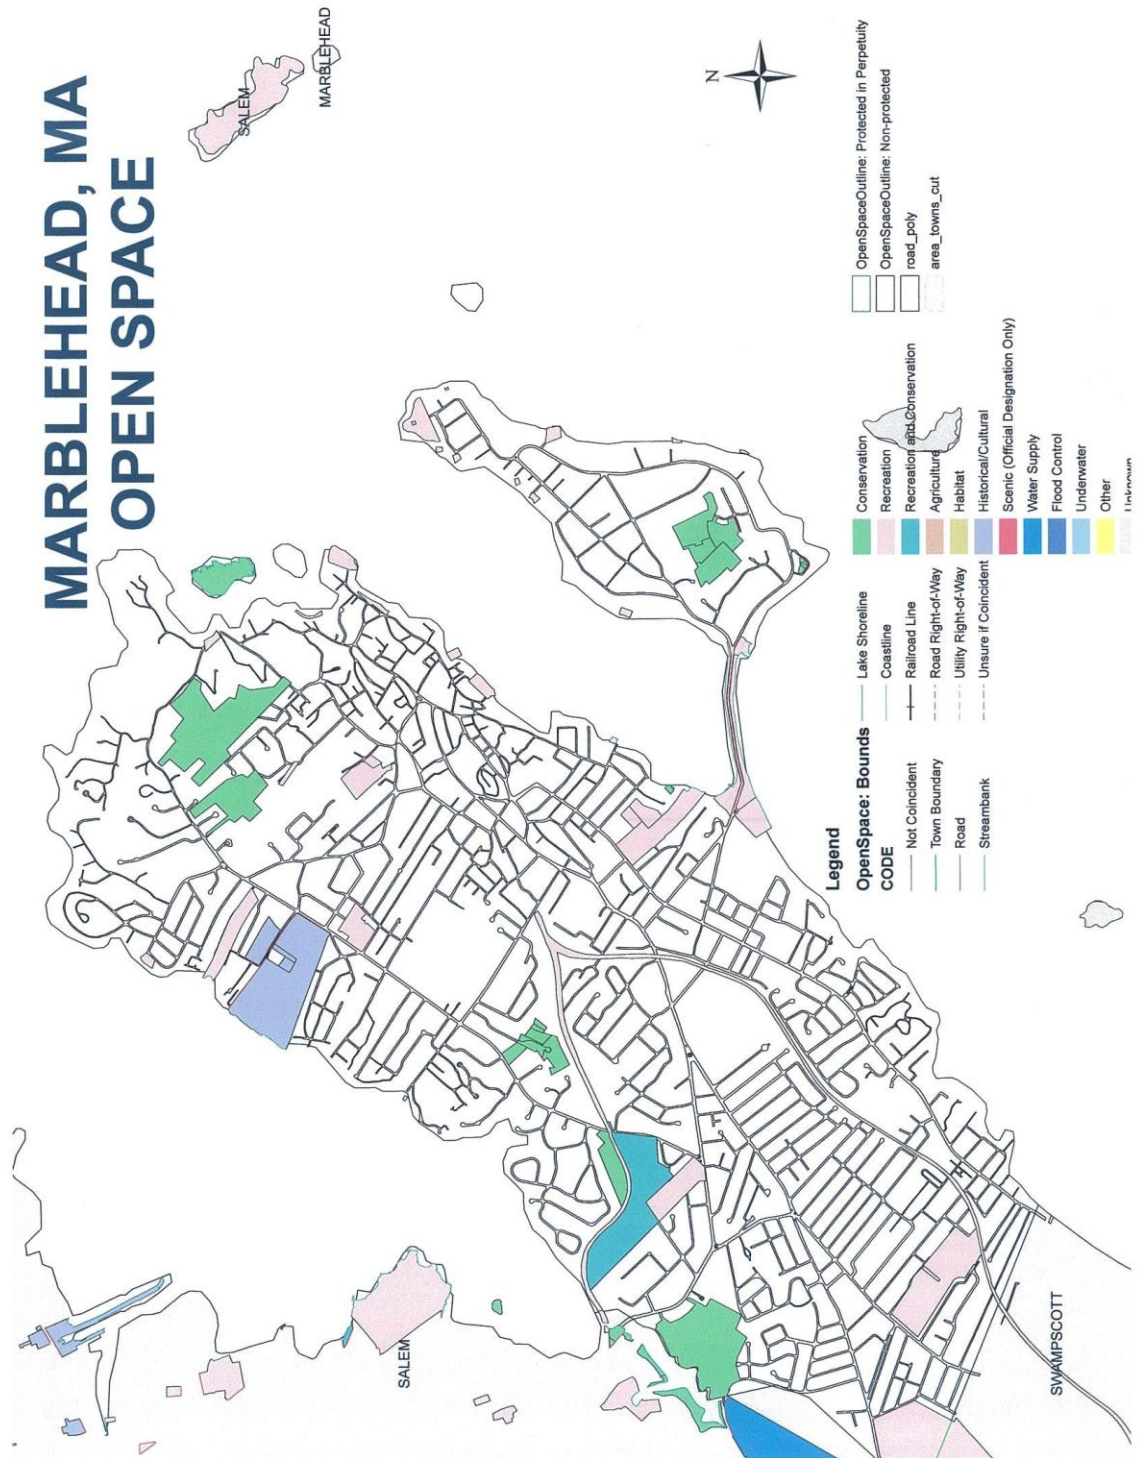 MARBLEHEAD, MA
OPEN SPACE
SALEM
MARBLEHEAD
N
SALEM
SWAMPSCOTT
Legend
OpenSpace: Bounds
CODE
Not Coincident
Town Boundary
Road
Streambank
Lake Shoreline
Coastline
Railroad Line
Road Right-of-Way
Utility Right-of-Way
Unsure if Coincident
Conservation
Recreation
Recreation and Conservation
Agriculture
Habitat
Historical/Cultural
Scenic (Official Designation Only)
Water Supply
Flood Control
Underwater
Other
OpenSpaceOutline: Protected in Perpetuity
OpenSpaceOutline: Non-protected
road_poly
area_towns_cut